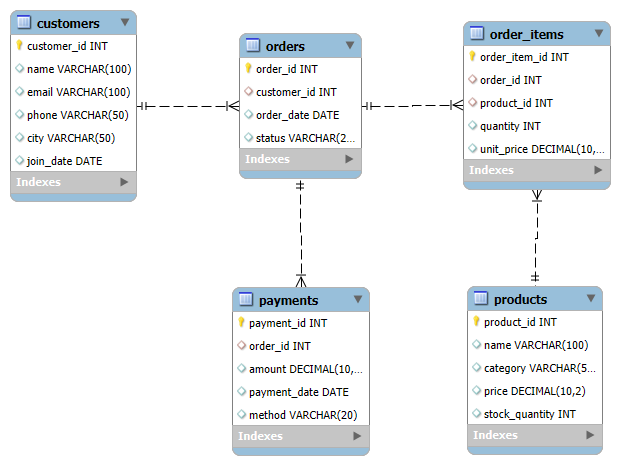 customers
customer_id INT
name VARCHAR(100)
email VARCHAR(100)
phone VARCHAR(50)
city VARCHAR(50)
join_date DATE
Indexes
orders
order_id INT
customer_id INT
order_date DATE
status VARCHAR(2...
Indexes
order_items
order_item_id INT
order_id INT
product_id INT
quantity INT
unit_price DECIMAL(10,...
Indexes
payments
payment_id INT
order_id INT
amount DECIMAL(10,...
payment_date DATE
method VARCHAR(20)
Indexes
products
product_id INT
name VARCHAR(100)
category VARCHAR(5...
price DECIMAL(10,2)
stock_quantity INT
Indexes